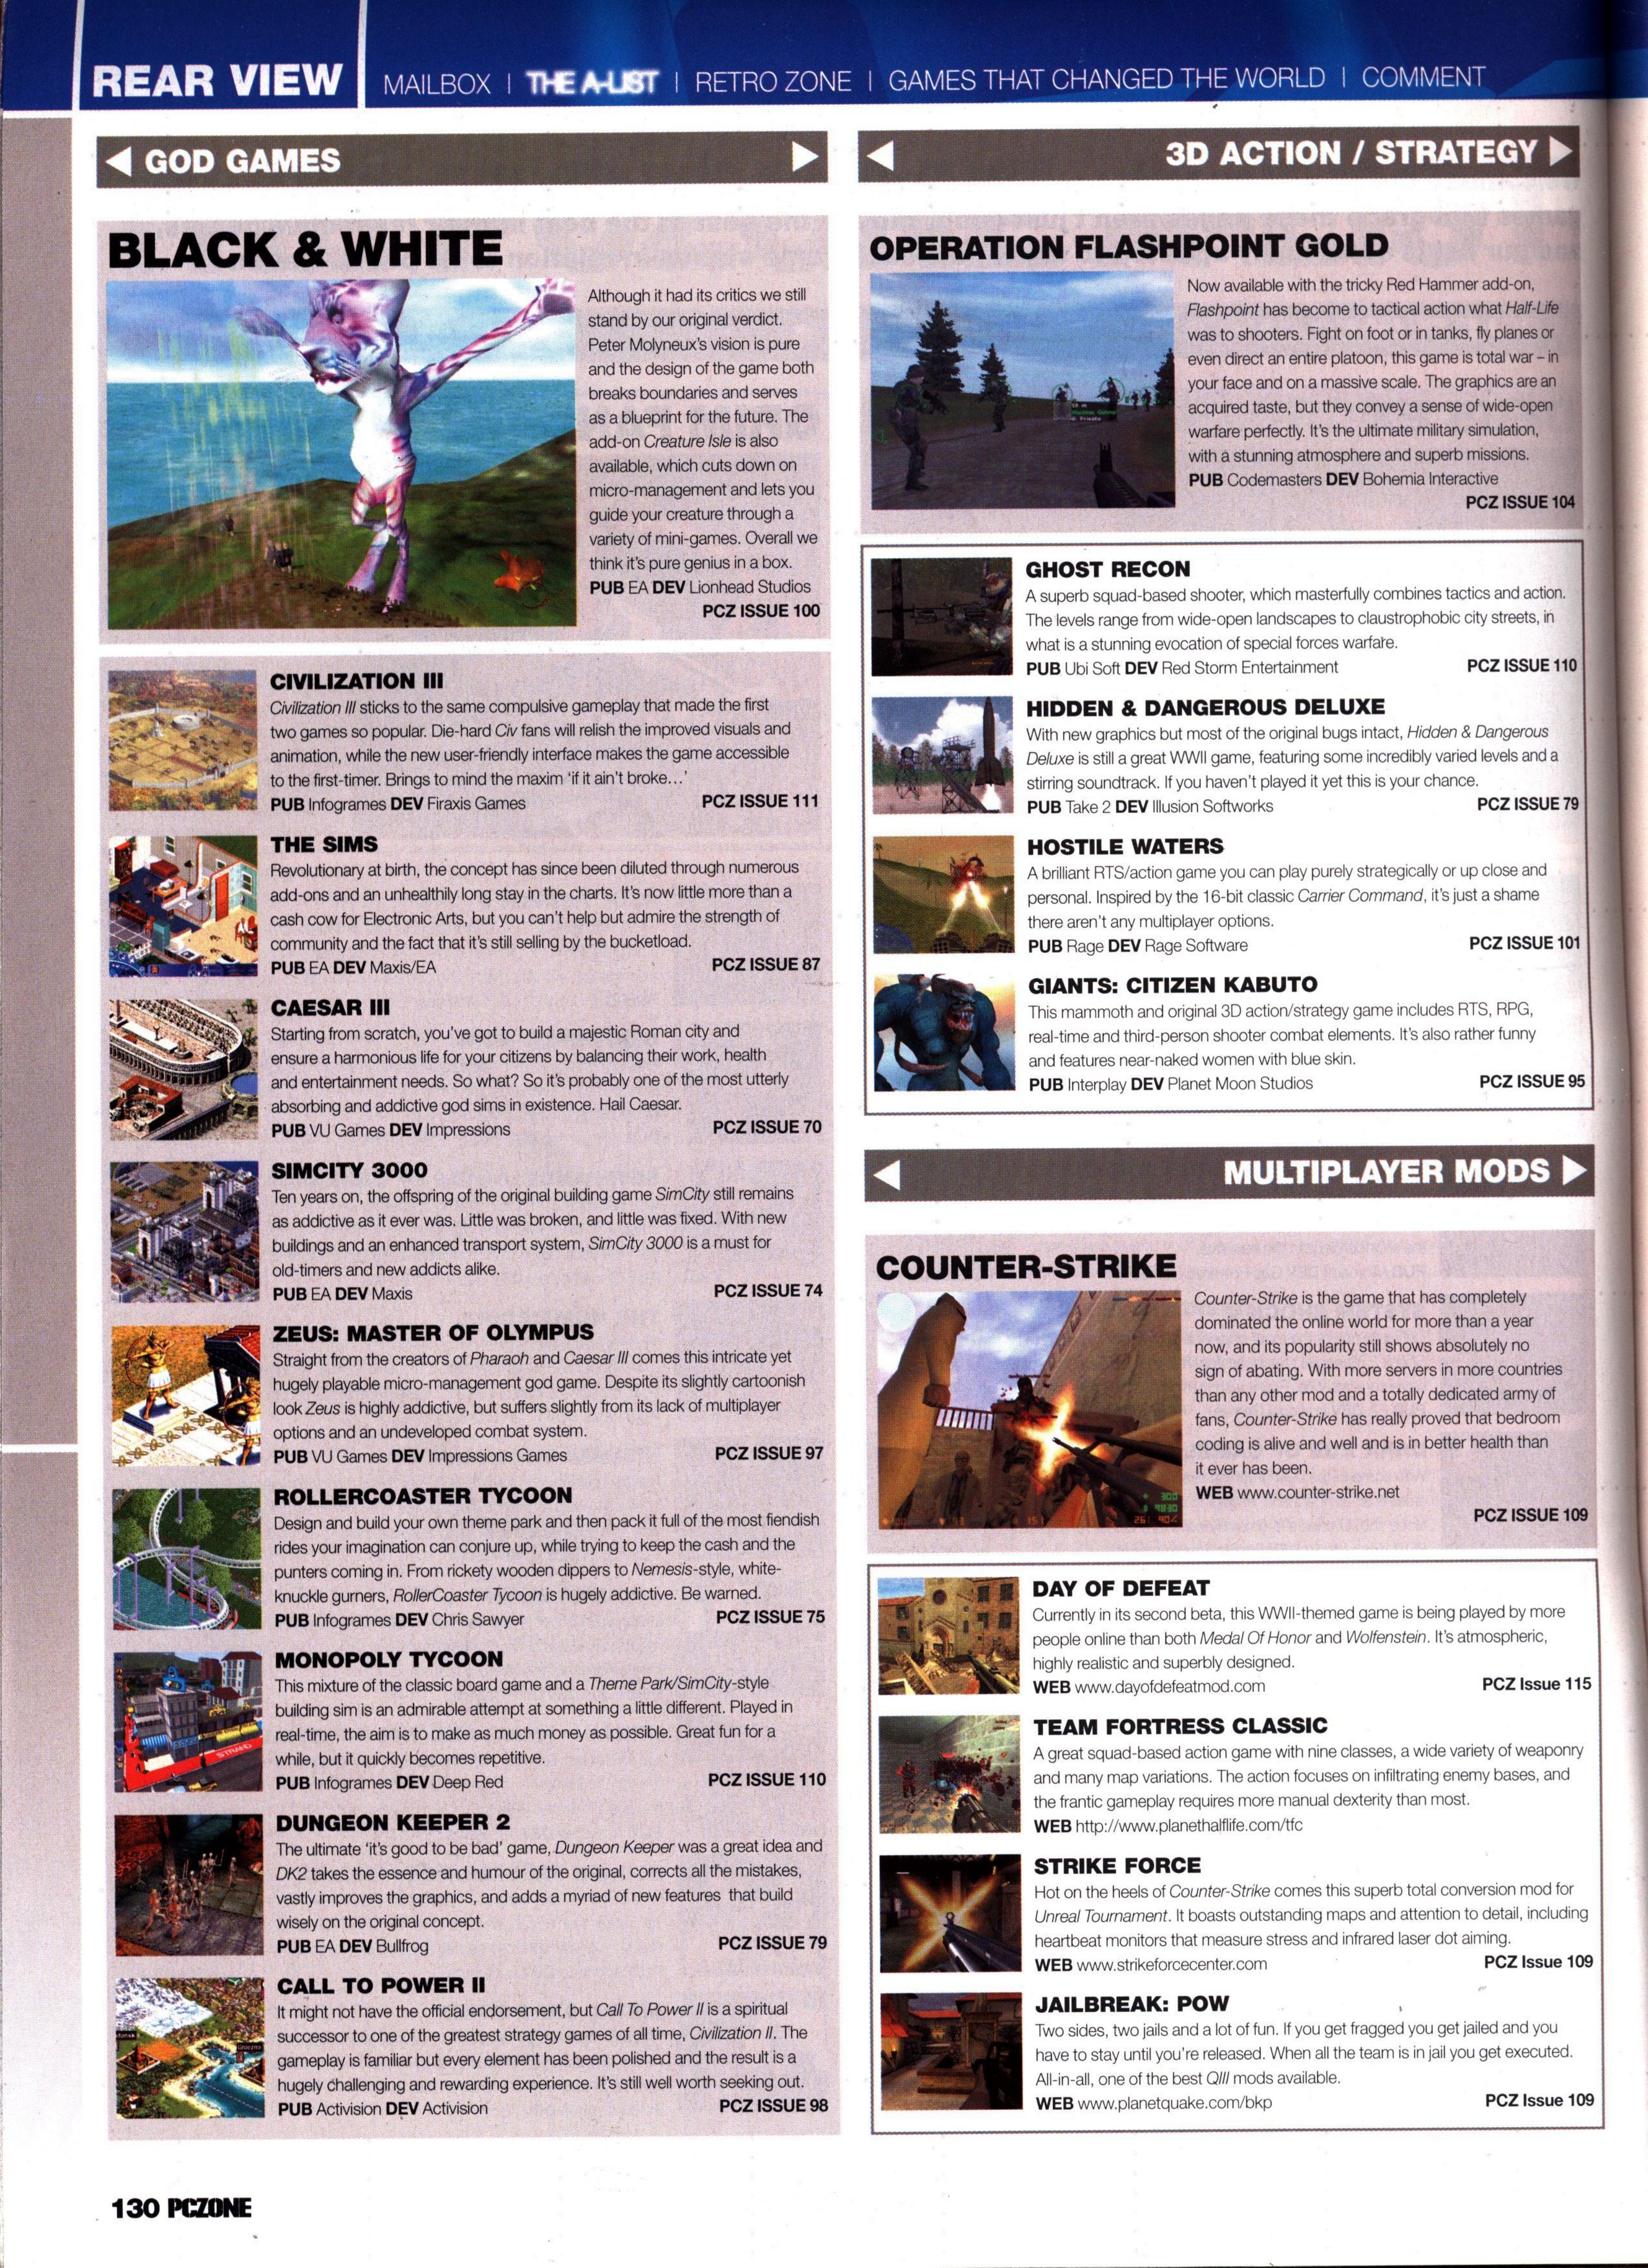 REAR VIEW
MAILBOX | THE A-LIST | RETRO ZONE | GAMES THAT CHANGED THE WORLD | COMMENT
GOD GAMES
BLACK & WHITE
Although it had its critics we still
stand by our original verdict.
Peter Molyneux's vision is pure
and the design of the game both
breaks boundaries and serves
as a blueprint for the future. The
add-on Creature Isle is also
available, which cuts down on
micro-management and lets you
guide your creature through a
variety of mini-games. Overall we
think it's pure genius in a box.
PUB EA DEV Lionhead Studios
PCZ ISSUE 100
CIVILIZATION III
Civilization III sticks to the same compulsive gameplay that made the first
two games so popular. Die-hard Civ fans will relish the improved visuals and
animation, while the new user-friendly interface makes the game accessible
to the first-timer. Brings to mind the maxim 'if it ain't broke...'
PUB Infogrames DEV Firaxis Games PCZ ISSUE 111
THE SIMS
Revolutionary at birth, the concept has since been diluted through numerous
add-ons and an unhealthily long stay in the charts. It's now little more than a
cash cow for Electronic Arts, but you can't help but admire the strength of
community and the fact that it's still selling by the bucketload.
PUB EA DEV Maxis/EA PCZ ISSUE 87
CAESAR III
Starting from scratch, you've got to build a majestic Roman city and
ensure a harmonious life for your citizens by balancing their work, health
and entertainment needs. So what? So it's probably one of the most utterly
absorbing and addictive god sims in existence. Hail Caesar.
PUB VU Games DEV Impressions PCZ ISSUE 70
SIMCITY 3000
Ten years on, the offspring of the original building game SimCity still remains
as addictive as it ever was. Little was broken, and little was fixed. With new
buildings and an enhanced transport system, SimCity 3000 is a must for
old-timers and new addicts alike.
PUB EA DEV Maxis PCZ ISSUE 74
ZEUS: MASTER OF OLYMPUS
Straight from the creators of Pharaoh and Caesar III comes this intricate yet
hugely playable micro-management god game. Despite its slightly cartoonish
look Zeus is highly addictive, but suffers slightly from its lack of multiplayer
options and an undeveloped combat system.
PUB VU Games DEV Impressions Games PCZ ISSUE 97
ROLLERCOASTER TYCOON
Design and build your own theme park and then pack it full of the most fiendish
rides your imagination can conjure up, while trying to keep the cash and the
punters coming in. From rickety wooden dippers to Nemesis-style, white-
knuckle gurners, RollerCoaster Tycoon is hugely addictive. Be warned.
PUB Infogrames DEV Chris Sawyer PCZ ISSUE 75
MONOPOLY TYCOON
This mixture of the classic board game and a Theme Park/SimCity-style
building sim is an admirable attempt at something a little different. Played in
real-time, the aim is to make as much money as possible. Great fun for a
while, but it quickly becomes repetitive.
PUB Infogrames DEV Deep Red PCZ ISSUE 110
DUNGEON KEEPER 2
The ultimate 'it's good to be bad' game, Dungeon Keeper was a great idea and
DK2 takes the essence and humour of the original, corrects all the mistakes,
vastly improves the graphics, and adds a myriad of new features that build
wisely on the original concept.
PUB EA DEV Bullfrog PCZ ISSUE 79
CALL TO POWER II
It might not have the official endorsement, but Call To Power II is a spiritual
successor to one of the greatest strategy games of all time, Civilization II. The
gameplay is familiar but every element has been polished and the result is a
hugely challenging and rewarding experience. It's still well worth seeking out.
PUB Activision DEV Activision PCZ ISSUE 98
3D ACTION / STRATEGY
OPERATION FLASHPOINT GOLD
Now available with the tricky Red Hammer add-on,
Flashpoint has become to tactical action what Half-Life
was to shooters. Fight on foot or in tanks, fly planes or
even direct an entire platoon, this game is total war – in
your face and on a massive scale. The graphics are an
acquired taste, but they convey a sense of wide-open
warfare perfectly. It's the ultimate military simulation,
with a stunning atmosphere and superb missions.
PUB Codemasters DEV Bohemia Interactive
PCZ ISSUE 104
GHOST RECON
A superb squad-based shooter, which masterfully combines tactics and action.
The levels range from wide-open landscapes to claustrophobic city streets, in
what is a stunning evocation of special forces warfare.
PUB Ubi Soft DEV Red Storm Entertainment PCZ ISSUE 110
HIDDEN & DANGEROUS DELUXE
With new graphics but most of the original bugs intact, Hidden & Dangerous
Deluxe is still a great WWII game, featuring some incredibly varied levels and a
stirring soundtrack. If you haven't played it yet this is your chance.
PUB Take 2 DEV Illusion Softworks PCZ ISSUE 79
HOSTILE WATERS
A brilliant RTS/action game you can play purely strategically or up close and
personal. Inspired by the 16-bit classic Carrier Command, it's just a shame
there aren't any multiplayer options.
PUB Rage DEV Rage Software PCZ ISSUE 101
GIANTS: CITIZEN KABUTO
This mammoth and original 3D action/strategy game includes RTS, RPG,
real-time and third-person shooter combat elements. It's also rather funny
and features near-naked women with blue skin.
PUB Interplay DEV Planet Moon Studios PCZ ISSUE 95
MULTIPLAYER MODS
COUNTER-STRIKE
Counter-Strike is the game that has completely
dominated the online world for more than a year
now, and its popularity still shows absolutely no
sign of abating. With more servers in more countries
than any other mod and a totally dedicated army of
fans, Counter-Strike has really proved that bedroom
coding is alive and well and is in better health than
it ever has been.
WEB www.counter-strike.net
PCZ ISSUE 109
DAY OF DEFEAT
Currently in its second beta, this WWII-themed game is being played by more
people online than both Medal Of Honor and Wolfenstein. It's atmospheric,
highly realistic and superbly designed.
WEB www.dayofdefeatmod.com PCZ Issue 115
TEAM FORTRESS CLASSIC
A great squad-based action game with nine classes, a wide variety of weaponry
and many map variations. The action focuses on infiltrating enemy bases, and
the frantic gameplay requires more manual dexterity than most.
WEB http://www.planethalflife.com/tfc
STRIKE FORCE
Hot on the heels of Counter-Strike comes this superb total conversion mod for
Unreal Tournament. It boasts outstanding maps and attention to detail, including
heartbeat monitors that measure stress and infrared laser dot aiming.
WEB www.strikeforcecenter.com PCZ Issue 109
JAILBREAK: POW
Two sides, two jails and a lot of fun. If you get fragged you get jailed and you
have to stay until you're released. When all the team is in jail you get executed.
All-in-all, one of the best QIII mods available.
WEB www.planetquake.com/bkp PCZ Issue 109
130 PCZONE